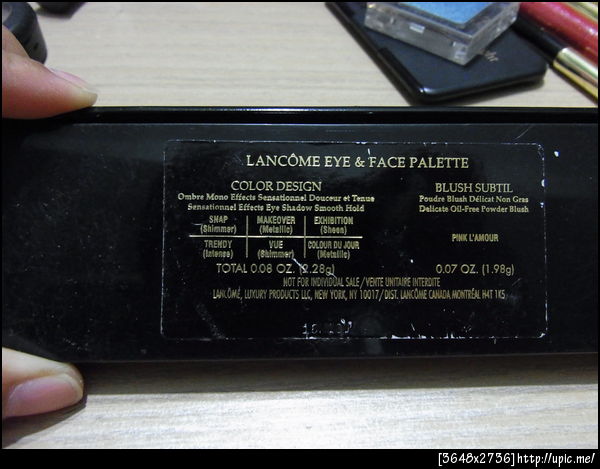 LANCÔME EYE & FACE PALETTE
COLOR DESIGN
Ombre Mono Effects Sensationnel Douceur et Tenue
Sensationnel Effects Eye Shadow Smooth Hold
SNAP MAKEOVER EXHIBITION
(Shimmer) (Metallic) (Sheen)
TRENDY VUE COLOUR DU JOUR
(Intense) (Shimmer) (Metallic)
TOTAL 0.08 OZ. (2.28g)
BLUSH SUBTIL
Poudre Blush Délicat Non Gras
Delicate Oil-Free Powder Blush
PINK L'AMOUR
0.07 OZ. (1.98g)
NOT FOR INDIVIDUAL SALE / VENTE UNITAIRE INTERDITE
LANCÔME, LUXURY PRODUCTS LLC, NEW YORK, NY 10017/DIST. LANCÔME CANADA MONTRÉAL H4T 1K5
[3648x2736]http://upic.me/